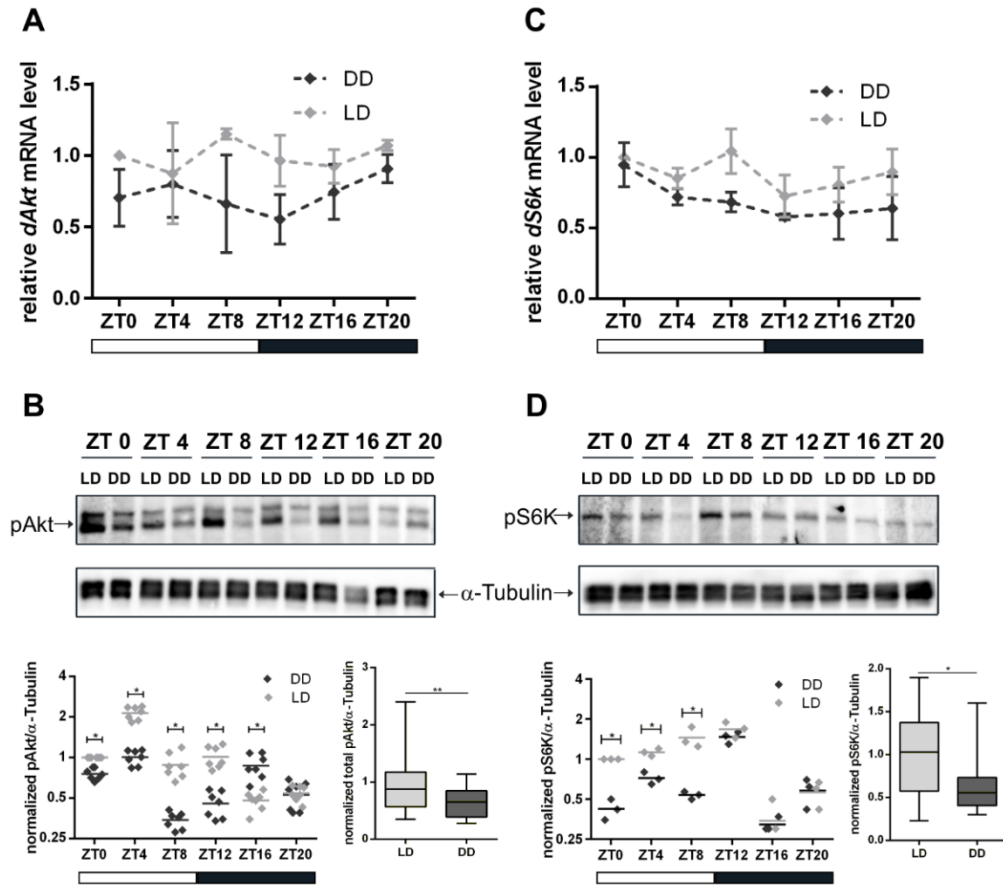 A
relative dAkt mRNA level
1.5
1.0
0.5
0.0
DD
LD
ZT0 ZT4 ZT8 ZT12 ZT16 ZT20
C
relative dS6k mRNA level
1.5
1.0
0.5
0.0
DD
LD
ZT0 ZT4 ZT8 ZT12 ZT16 ZT20
B
ZT 0 ZT 4 ZT 8 ZT 12 ZT 16 ZT 20
LD DD LD DD LD DD LD DD LD DD LD DD
pAkt
α-Tubulin
D
ZT 0 ZT 4 ZT 8 ZT 12 ZT 16 ZT 20
LD DD LD DD LD DD LD DD LD DD LD DD
pS6K
normalized pAkt/α-Tubulin
4
2
1
0.5
0.25
* * * * *
DD
LD
ZT0 ZT4 ZT8 ZT12 ZT16 ZT20
normalized total pAkt/α-Tubulin
3
2
1
0
**
LD DD
normalized pS6K/α-Tubulin
4
2
1
0.5
0.25
* * *
DD
LD
ZT0 ZT4 ZT8 ZT12 ZT16 ZT20
normalized pS6K/α-Tubulin
2.0
1.5
1.0
0.5
0.0
*
LD DD